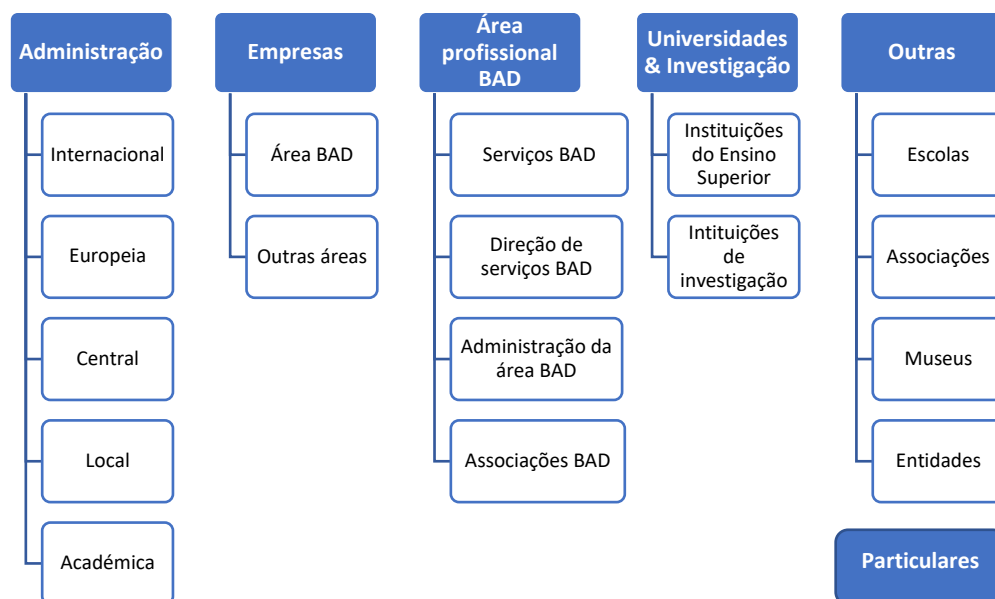 Administração
Internacional
Europeia
Central
Local
Académica
Empresas
Área BAD
Outras áreas
Área
profissional
BAD
Serviços BAD
Direção de
serviços BAD
Administração da
área BAD
Associações BAD
Universidades
& Investigação
Instituições
do Ensino
Superior
Intituições
de
investigação
Outras
Escolas
Associações
Museus
Entidades
Particulares